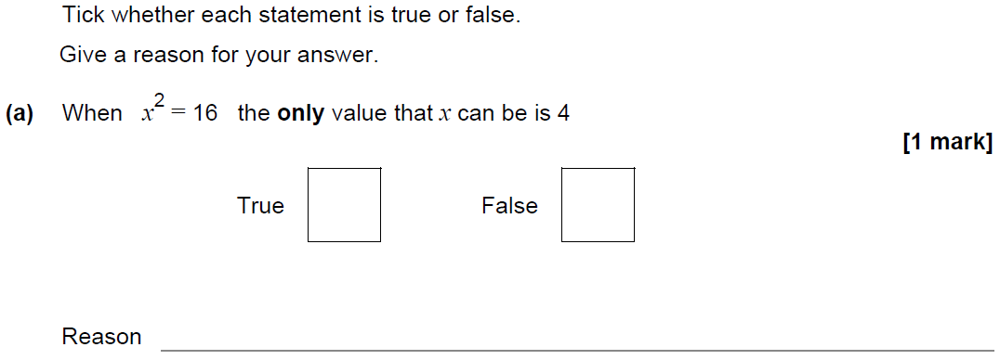 Tick whether each statement is true or false.
Give a reason for your answer.
(a) When x² = 16 the only value that x can be is 4
[1 mark]
True False
Reason